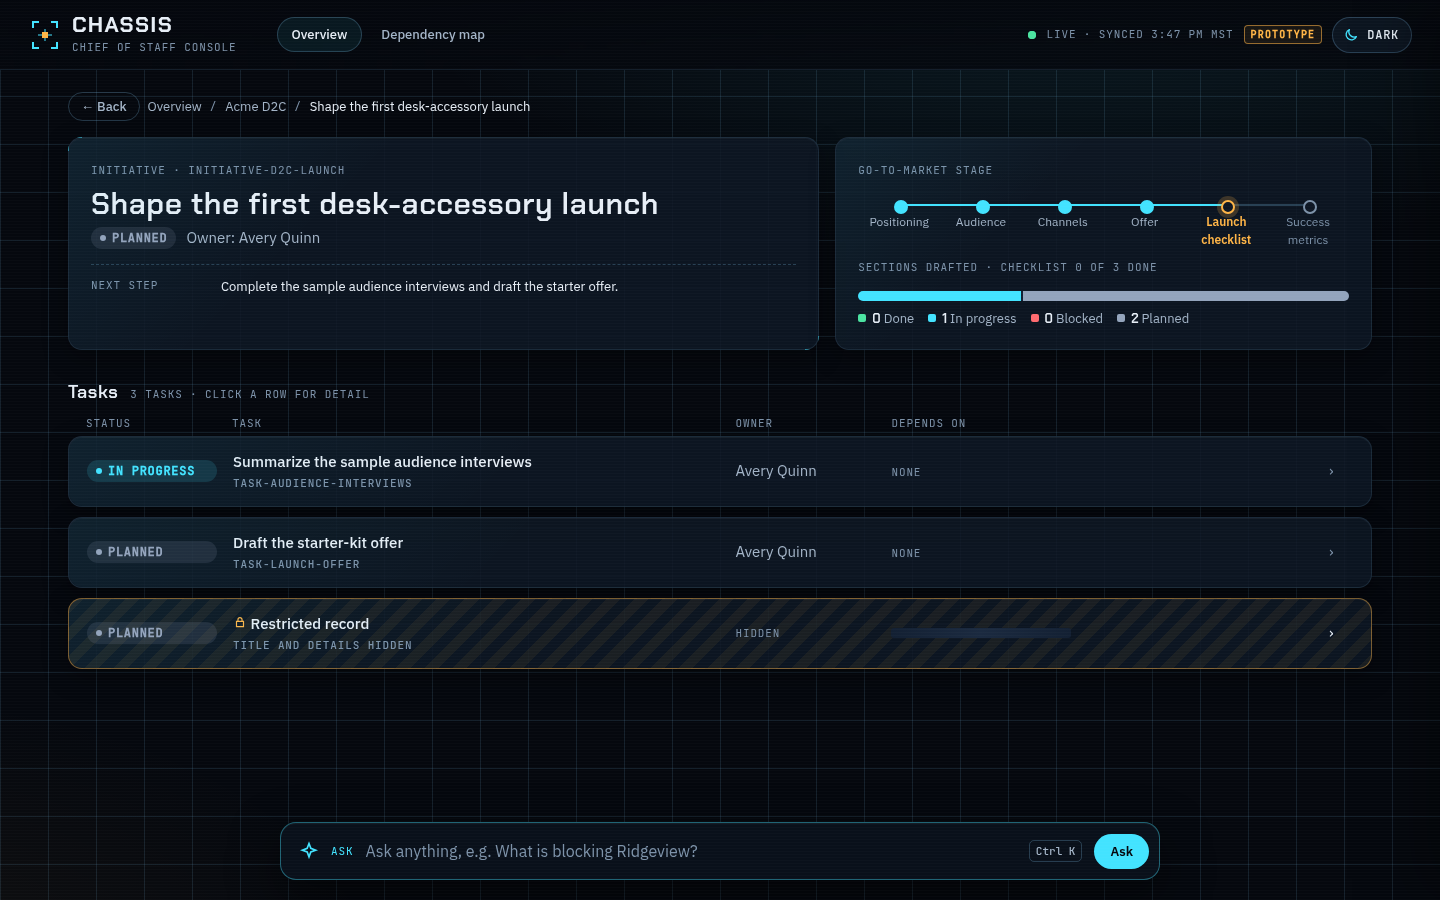 CHASSIS
CHIEF OF STAFF CONSOLE
Overview
Dependency map
LIVE · SYNCED 3:47 PM MST
PROTOTYPE
DARK
← Back
Overview / Acme D2C / Shape the first desk-accessory launch
INITIATIVE · INITIATIVE-D2C-LAUNCH
Shape the first desk-accessory launch
PLANNED
Owner: Avery Quinn
NEXT STEP
Complete the sample audience interviews and draft the starter offer.
GO-TO-MARKET STAGE
Positioning
Audience
Channels
Offer
Launch
checklist
Success
metrics
SECTIONS DRAFTED · CHECKLIST 0 OF 3 DONE
0 Done
1 In progress
0 Blocked
2 Planned
Tasks
3 TASKS · CLICK A ROW FOR DETAIL
STATUS
TASK
OWNER
DEPENDS ON
IN PROGRESS
Summarize the sample audience interviews
TASK-AUDIENCE-INTERVIEWS
Avery Quinn
NONE
›
PLANNED
Draft the starter-kit offer
TASK-LAUNCH-OFFER
Avery Quinn
NONE
›
PLANNED
Restricted record
TITLE AND DETAILS HIDDEN
HIDDEN
›
ASK
Ask anything, e.g. What is blocking Ridgeview?
Ctrl K
Ask